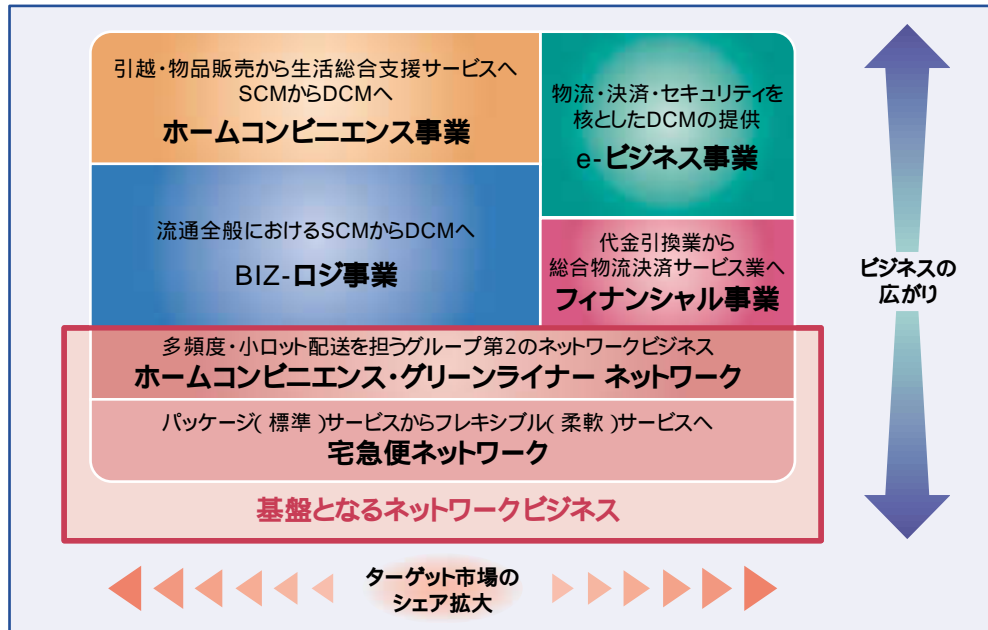 引越・物品販売から生活総合支援サービスへ
SCMからDCMへ
ホームコンビニエンス事業
物流・決済・セキュリティを
核としたDCMの提供
e-ビジネス事業
流通全般におけるSCMからDCMへ
BIZ-ロジ事業
代金引換業から
総合物流決済サービス業へ
フィナンシャル事業
ビジネスの
広がり
多頻度・小ロット配送を担うグループ第2のネットワークビジネス
ホームコンビニエンス・グリーンライナー ネットワーク
パッケージ( 標準 )サービスからフレキシブル( 柔軟 )サービスへ
宅急便ネットワーク
基盤となるネットワークビジネス
ターゲット市場の
シェア拡大